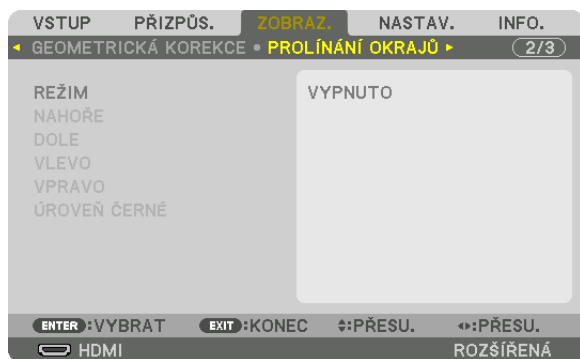 VSTUP PŘIZPŮS. ZOBRAZ. NASTAV. INFO.
◂ GEOMETRICKÁ KOREKCE • PROLÍNÁNÍ OKRAJŮ ▸ 2/3
REŽIM VYPNUTO
NAHOŘE
DOLE
VLEVO
VPRAVO
ÚROVEŇ ČERNÉ
ENTER:VYBRAT EXIT:KONEC :PŘESU. :PŘESU.
HDMI ROZŠÍŘENÁ